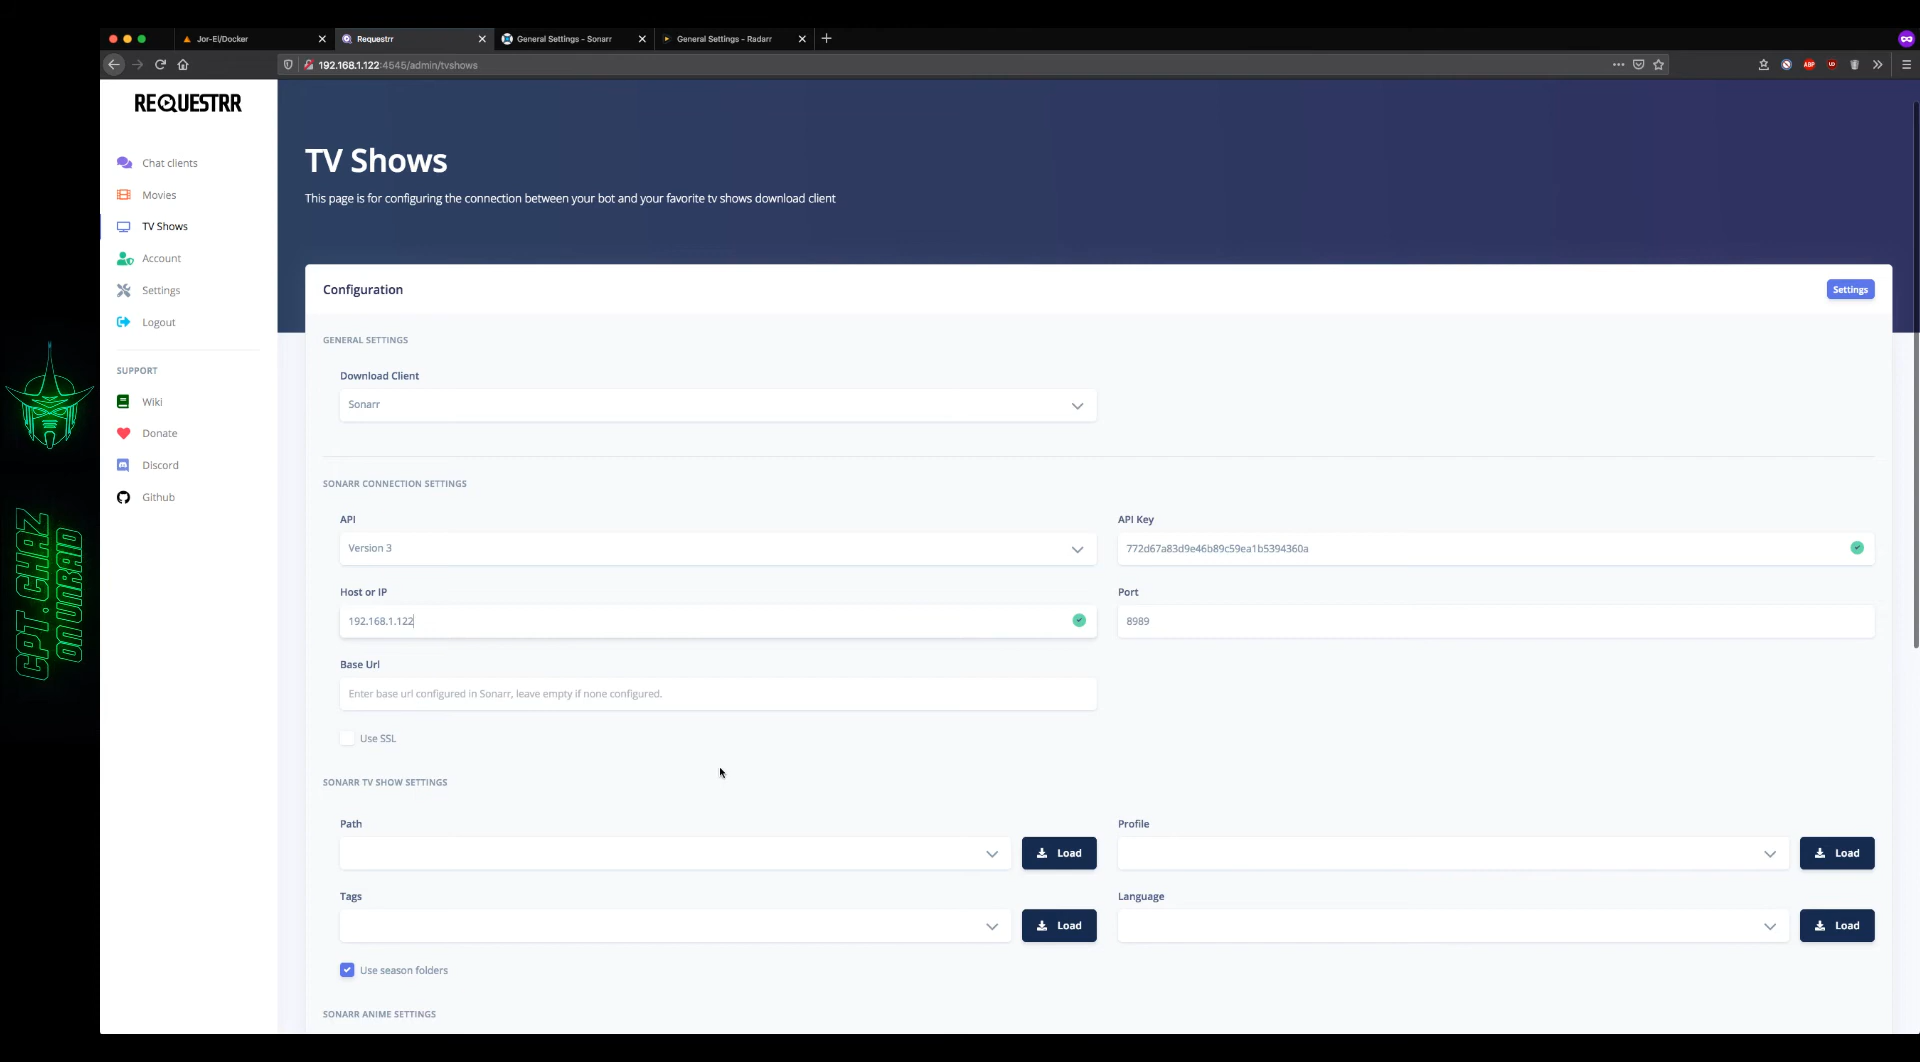 Jor-El/Docker
Requestrr
General Settings - Sonarr
General Settings - Radarr
192.168.1.122:4545/admin/tvshows
ABP
REQUESTRR
Chat clients
Movies
TV Shows
Account
Settings
Logout
SUPPORT
Wiki
Donate
Discord
Github
CPT.CHAZ
ON UNRAID
TV Shows
This page is for configuring the connection between your bot and your favorite tv shows download client
Configuration
Settings
GENERAL SETTINGS
Download Client
Sonarr
SONARR CONNECTION SETTINGS
API
API Key
Version 3
772d67a83d9e46b89c59ea1b5394360a
Host or IP
Port
192.168.1.122
8989
Base Url
Enter base url configured in Sonarr, leave empty if none configured.
Use SSL
SONARR TV SHOW SETTINGS
Path
Profile
Load
Load
Tags
Language
Load
Load
Use season folders
SONARR ANIME SETTINGS